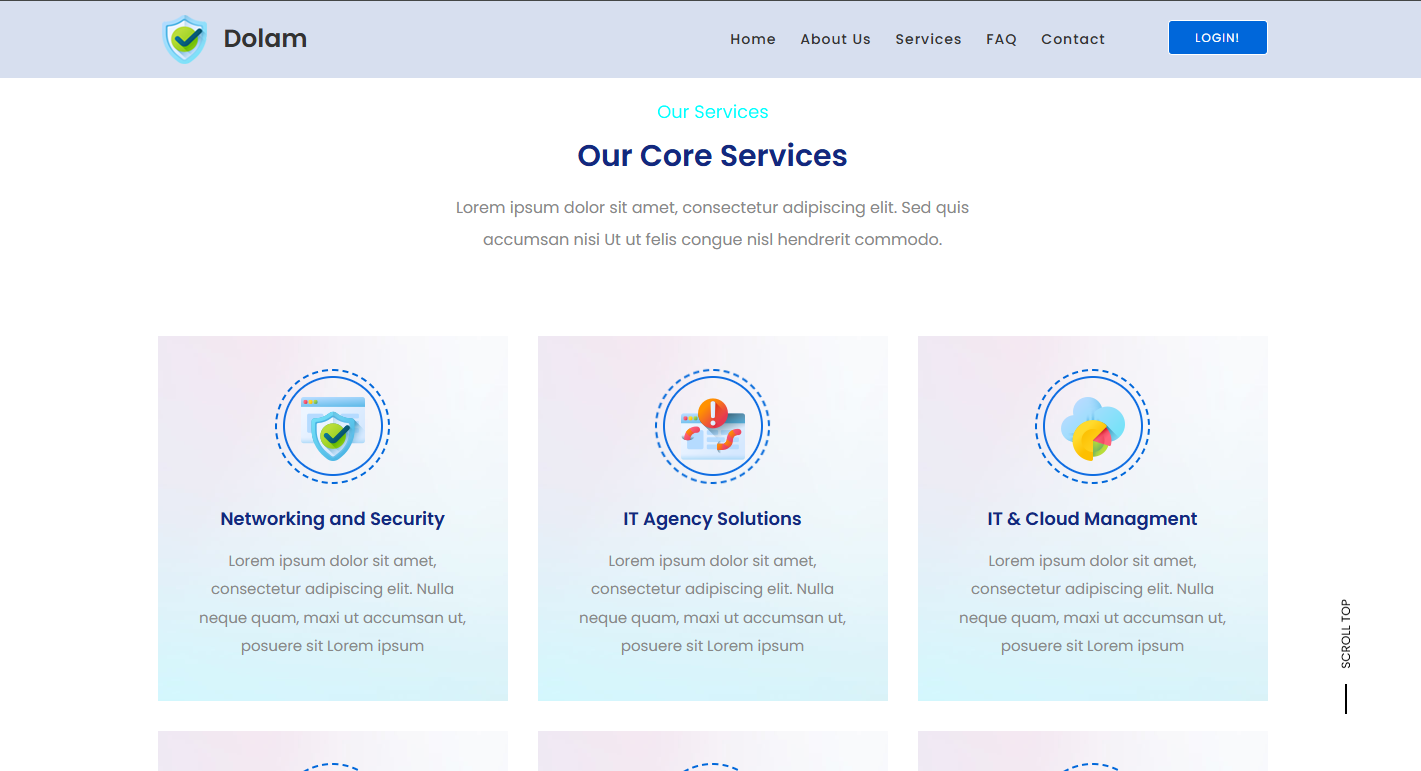 Dolam
Home About Us Services FAQ Contact
LOGIN!
Our Services
Our Core Services
Lorem ipsum dolor sit amet, consectetur adipiscing elit. Sed quis
accumsan nisi Ut ut felis congue nisl hendrerit commodo.
Networking and Security
Lorem ipsum dolor sit amet,
consectetur adipiscing elit. Nulla
neque quam, maxi ut accumsan ut,
posuere sit Lorem ipsum
IT Agency Solutions
Lorem ipsum dolor sit amet,
consectetur adipiscing elit. Nulla
neque quam, maxi ut accumsan ut,
posuere sit Lorem ipsum
IT & Cloud Managment
Lorem ipsum dolor sit amet,
consectetur adipiscing elit. Nulla
neque quam, maxi ut accumsan ut,
posuere sit Lorem ipsum
SCROLL TOP